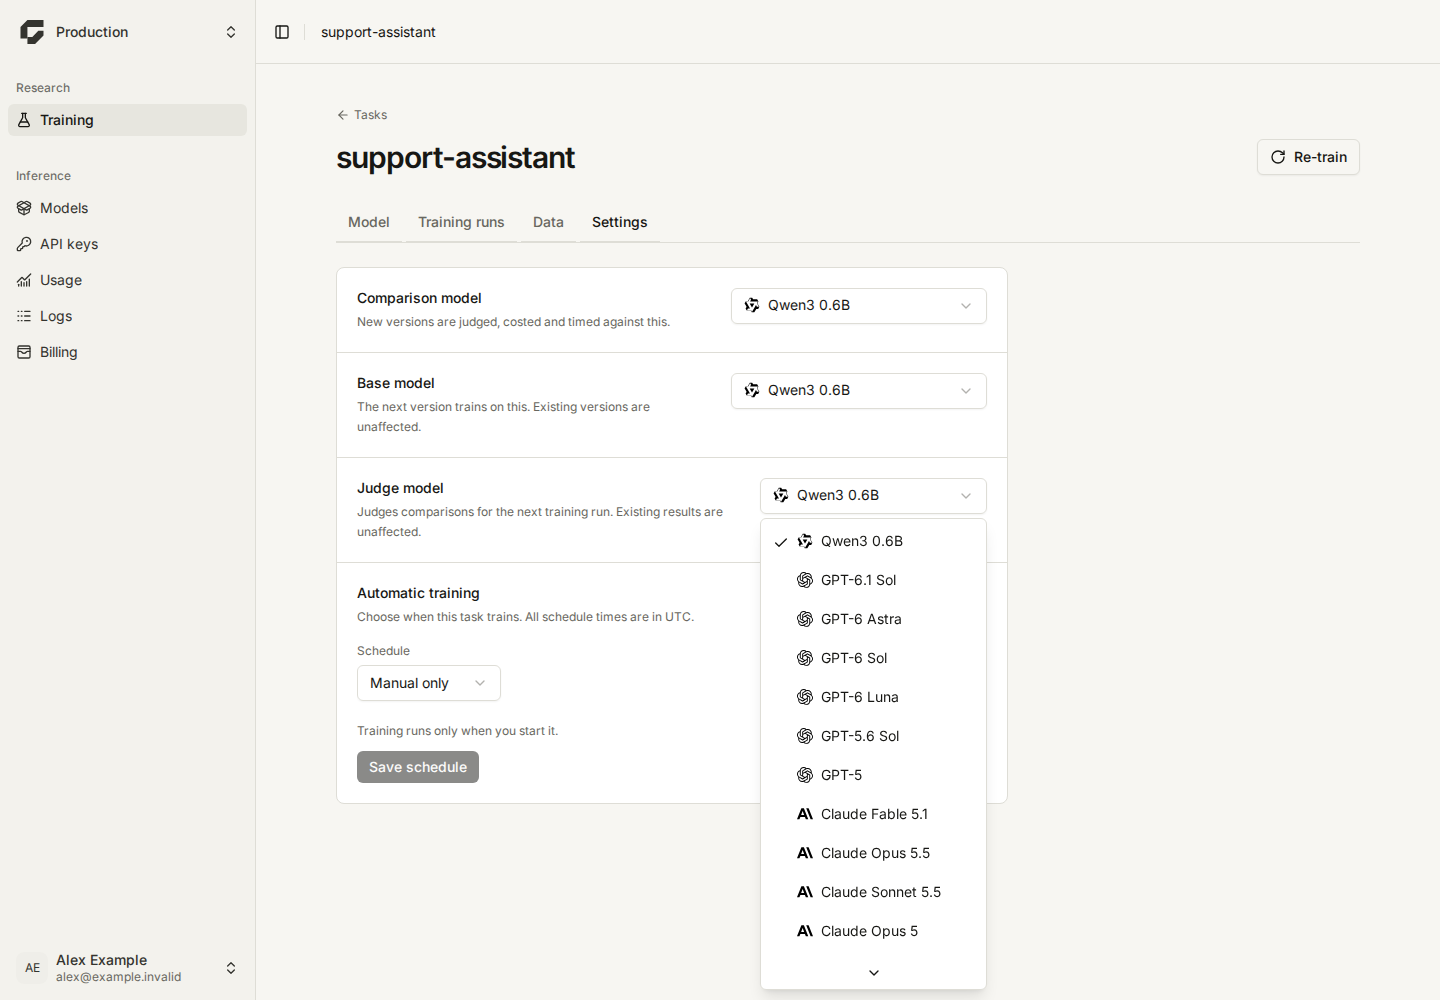 Production
support-assistant
Research
Training
Inference
Models
API keys
Usage
Logs
Billing
Tasks
support-assistant
Re-train
Model
Training runs
Data
Settings
Comparison model
New versions are judged, costed and timed against this.
Qwen3 0.6B
Base model
The next version trains on this. Existing versions are
unaffected.
Qwen3 0.6B
Judge model
Judges comparisons for the next training run. Existing results are
unaffected.
Qwen3 0.6B
Qwen3 0.6B
GPT-6.1 Sol
GPT-6 Astra
GPT-6 Sol
GPT-6 Luna
GPT-5.6 Sol
GPT-5
Claude Fable 5.1
Claude Opus 5.5
Claude Sonnet 5.5
Claude Opus 5
Automatic training
Choose when this task trains. All schedule times are in UTC.
Schedule
Manual only
Training runs only when you start it.
Save schedule
AE
Alex Example
alex@example.invalid